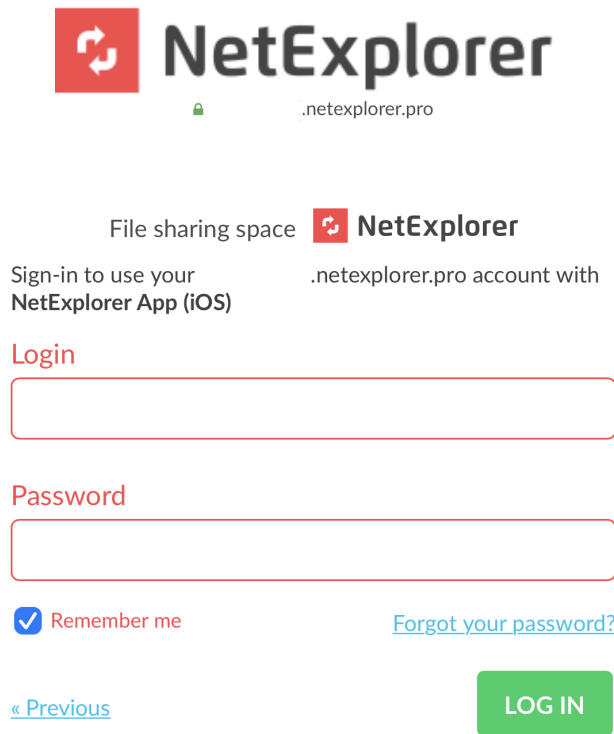 NetExplorer
.netexplorer.pro
File sharing space NetExplorer
Sign-in to use your .netexplorer.pro account with
NetExplorer App (iOS)
Login
Password
Remember me
Forgot your password?
« Previous
LOG IN